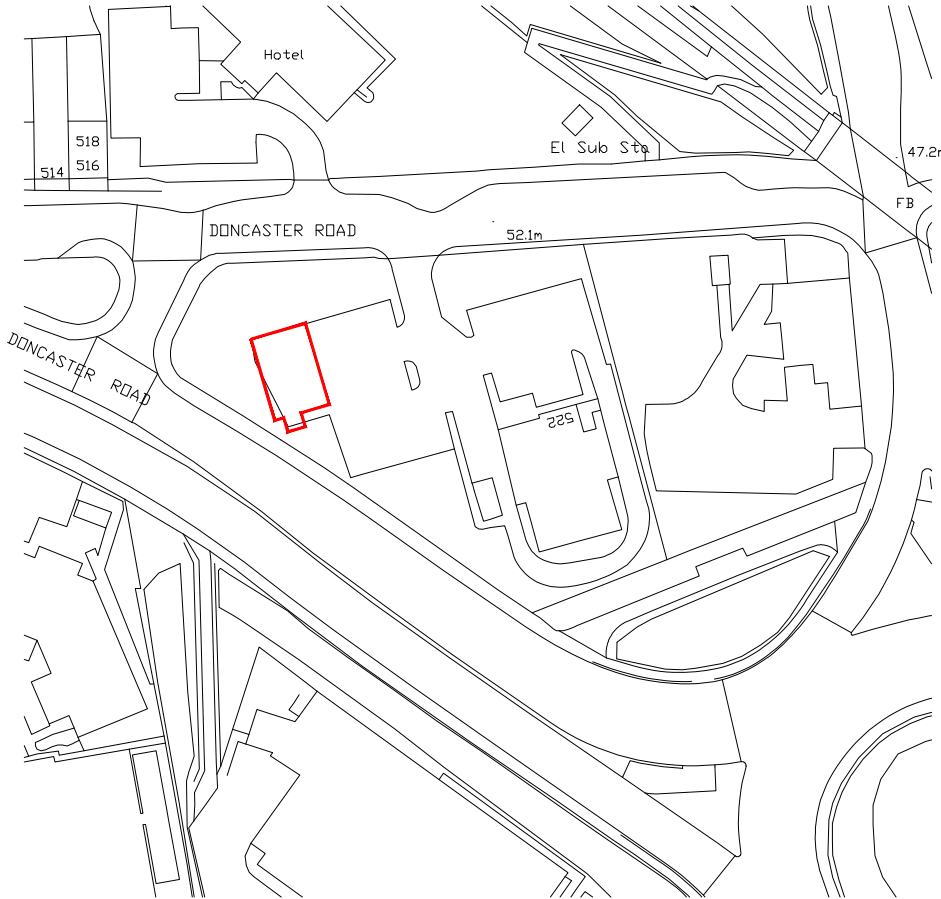 Hotel
518
El Sub Sta
47.2m
516
514
FB
DONCASTER ROAD
52.1m
DONCASTER ROAD
522